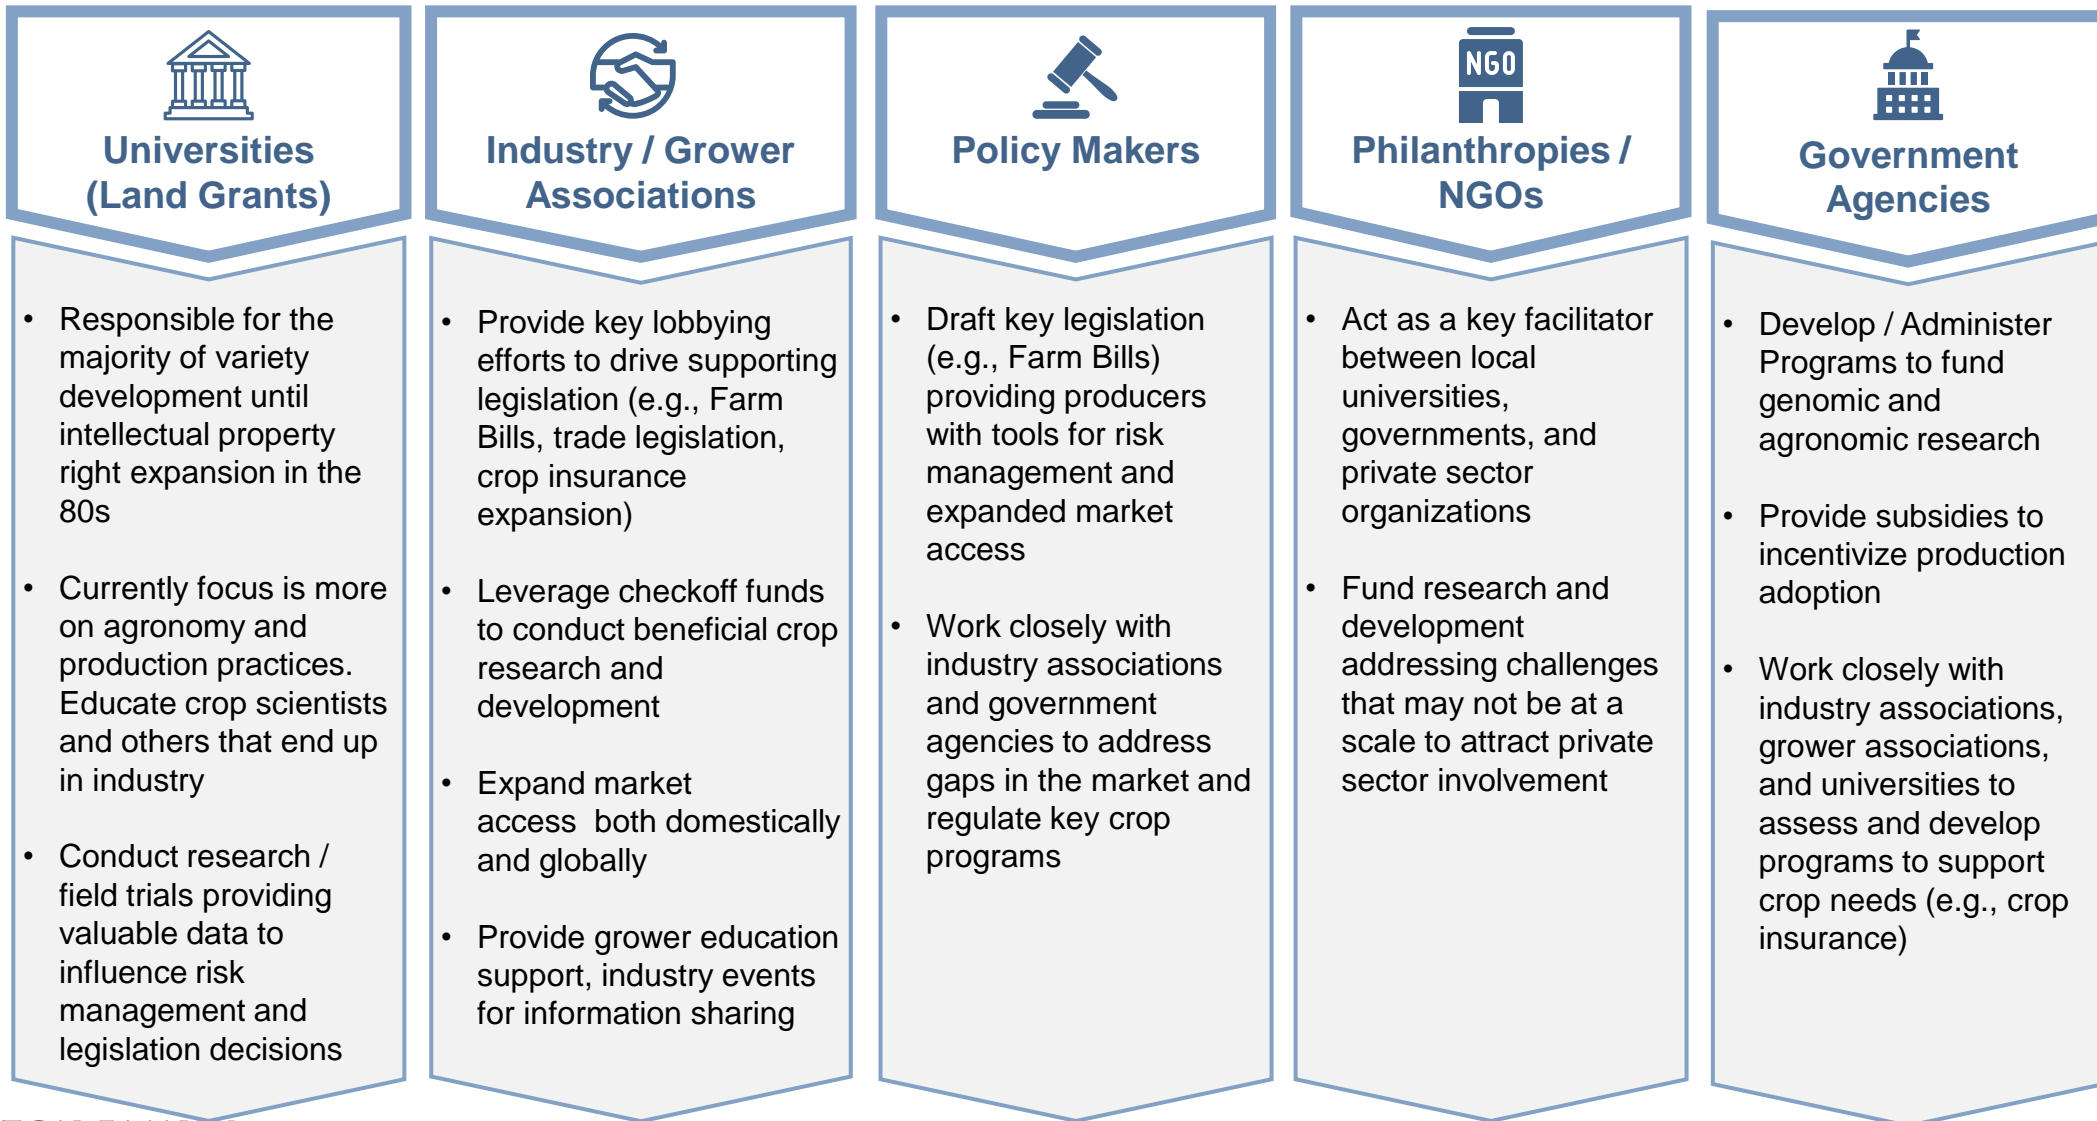 Universities
(Land Grants)
• Responsible for the
majority of variety
development until
intellectual property
right expansion in the
80s
• Currently focus is more
on agronomy and
production practices.
Educate crop scientists
and others that end up
in industry
• Conduct research /
field trials providing
valuable data to
influence risk
management and
legislation decisions
Industry / Grower
Associations
• Provide key lobbying
efforts to drive supporting
legislation (e.g., Farm
Bills, trade legislation,
crop insurance
expansion)
• Leverage checkoff funds
to conduct beneficial crop
research and
development
• Expand market
access  both domestically
and globally
• Provide grower education
support, industry events
for information sharing
Policy Makers
• Draft key legislation
(e.g., Farm Bills)
providing producers
with tools for risk
management and
expanded market
access
• Work closely with
industry associations
and government
agencies to address
gaps in the market and
regulate key crop
programs
NGO
Philanthropies /
NGOs
• Act as a key facilitator
between local
universities,
governments, and
private sector
organizations
• Fund research and
development
addressing challenges
that may not be at a
scale to attract private
sector involvement
Government
Agencies
• Develop / Administer
Programs to fund
genomic and
agronomic research
• Provide subsidies to
incentivize production
adoption
• Work closely with
industry associations,
grower associations,
and universities to
assess and develop
programs to support
crop needs (e.g., crop
insurance)